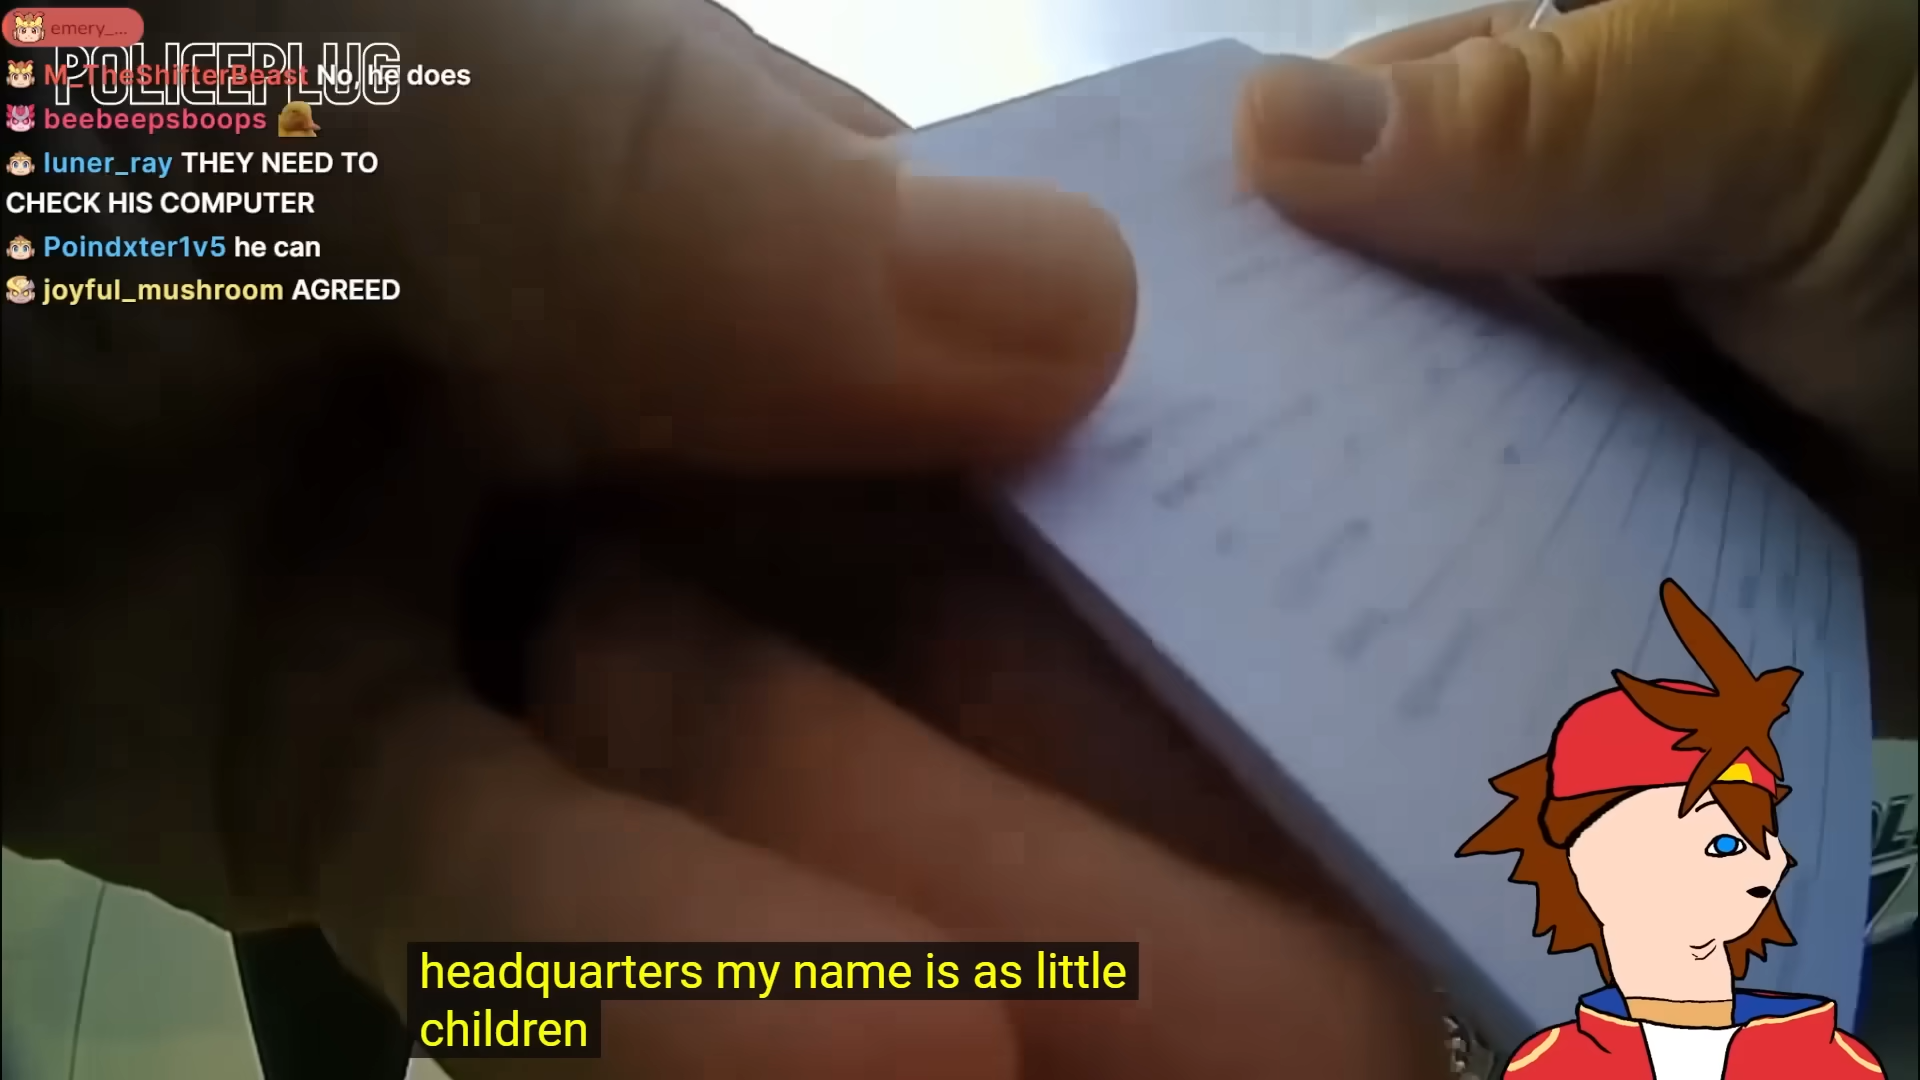 emery_...
POLICEPLUG
M_TheShifterBeast No, he does
beebeepsboops
luner_ray THEY NEED TO
CHECK HIS COMPUTER
Poindxter1v5 he can
joyful_mushroom AGREED
headquarters my name is as little
children